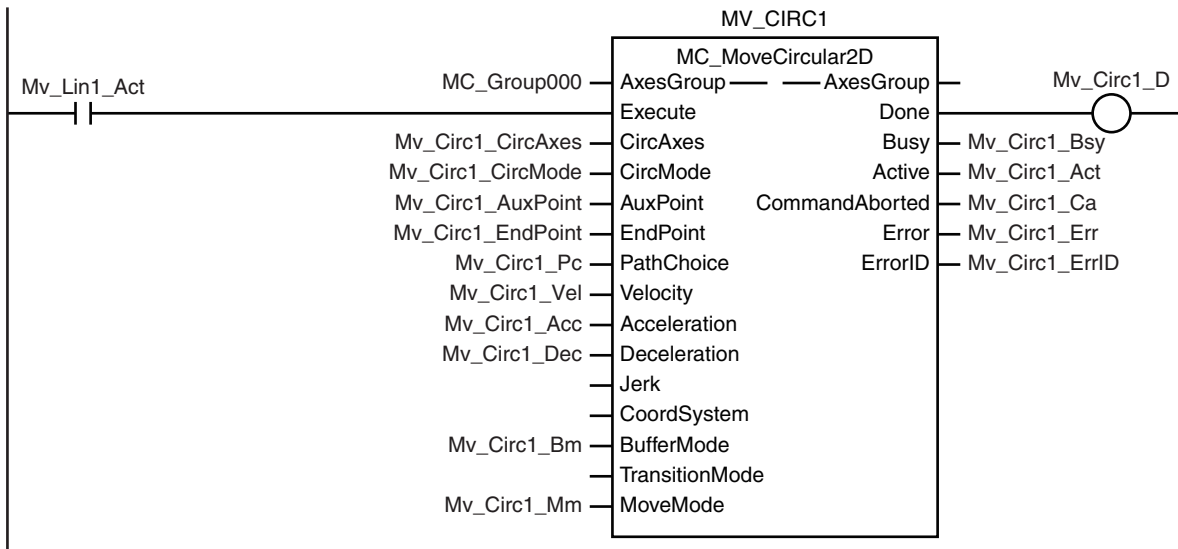 MV_CIRC1
MC_MoveCircular2D
MC_Group000 AxesGroup AxesGroup
Mv_Lin1_Act Mv_Circ1_D
Execute Done
Mv_Circ1_CircAxes CircAxes Busy Mv_Circ1_Bsy
Mv_Circ1_CircMode CircMode Active Mv_Circ1_Act
Mv_Circ1_AuxPoint AuxPoint CommandAborted Mv_Circ1_Ca
Mv_Circ1_EndPoint EndPoint Error Mv_Circ1_Err
Mv_Circ1_Pc PathChoice ErrorID Mv_Circ1_ErrID
Mv_Circ1_Vel Velocity
Mv_Circ1_Acc Acceleration
Mv_Circ1_Dec Deceleration
Jerk
CoordSystem
Mv_Circ1_Bm BufferMode
TransitionMode
Mv_Circ1_Mm MoveMode